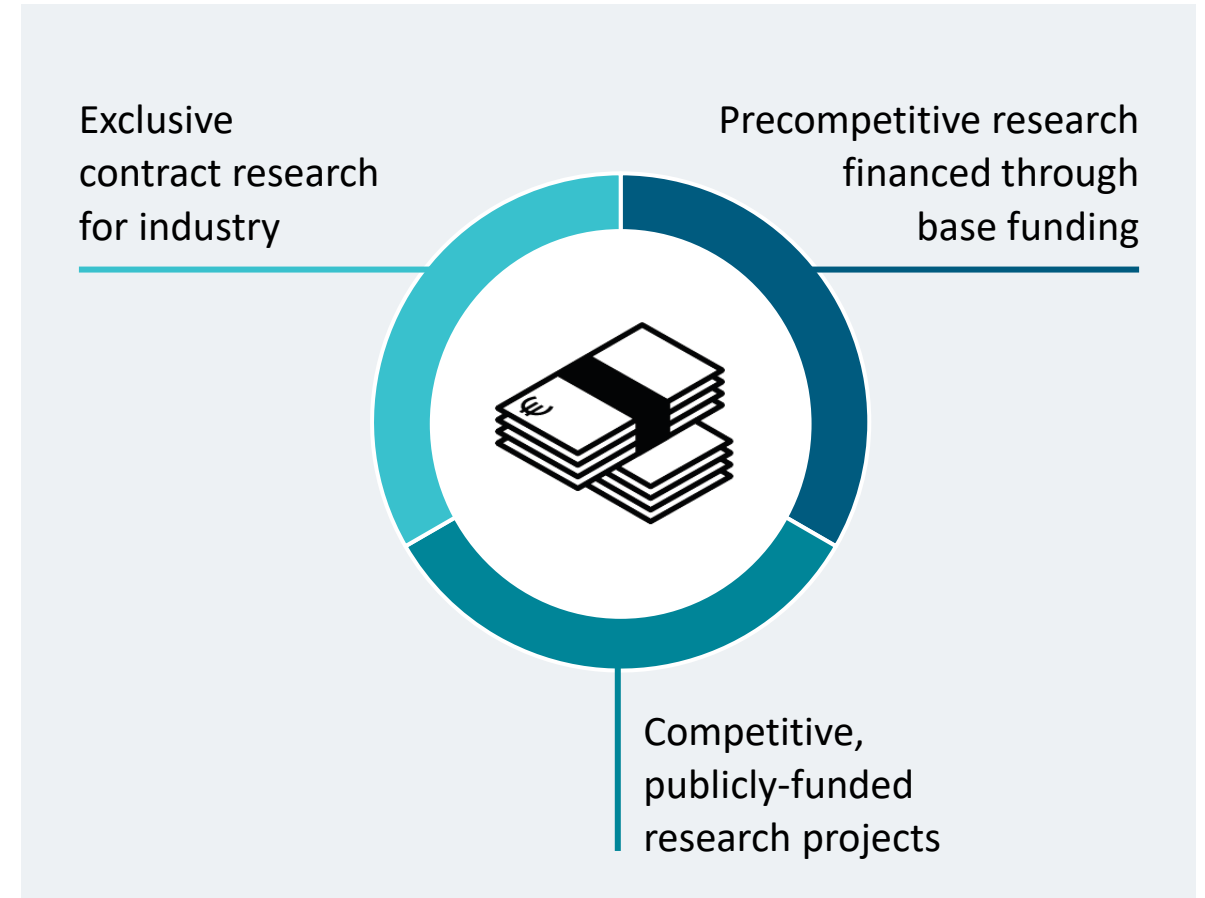 Exclusive
contract research
for industry
Precompetitive research
financed through
base funding
€
Competitive,
publicly-funded
research projects